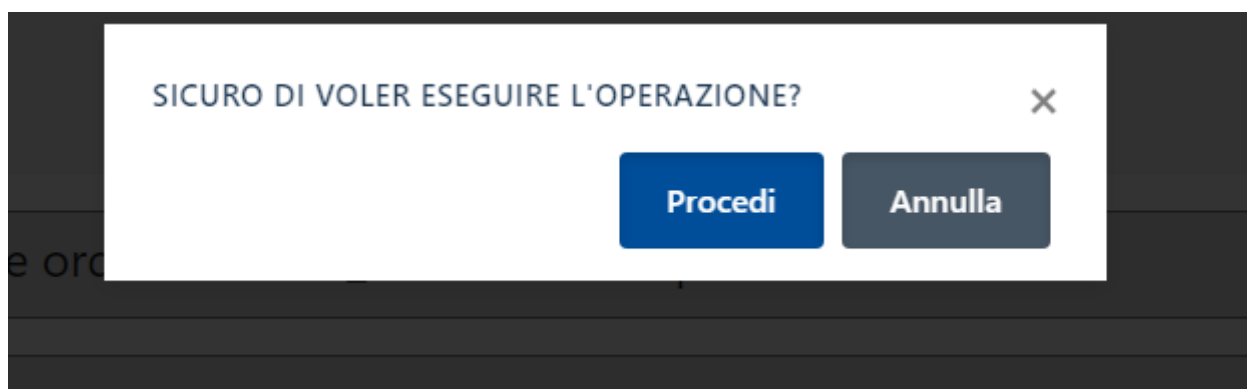 SICURO DI VOLER ESEGUIRE L'OPERAZIONE?
×
Procedi Annulla
e